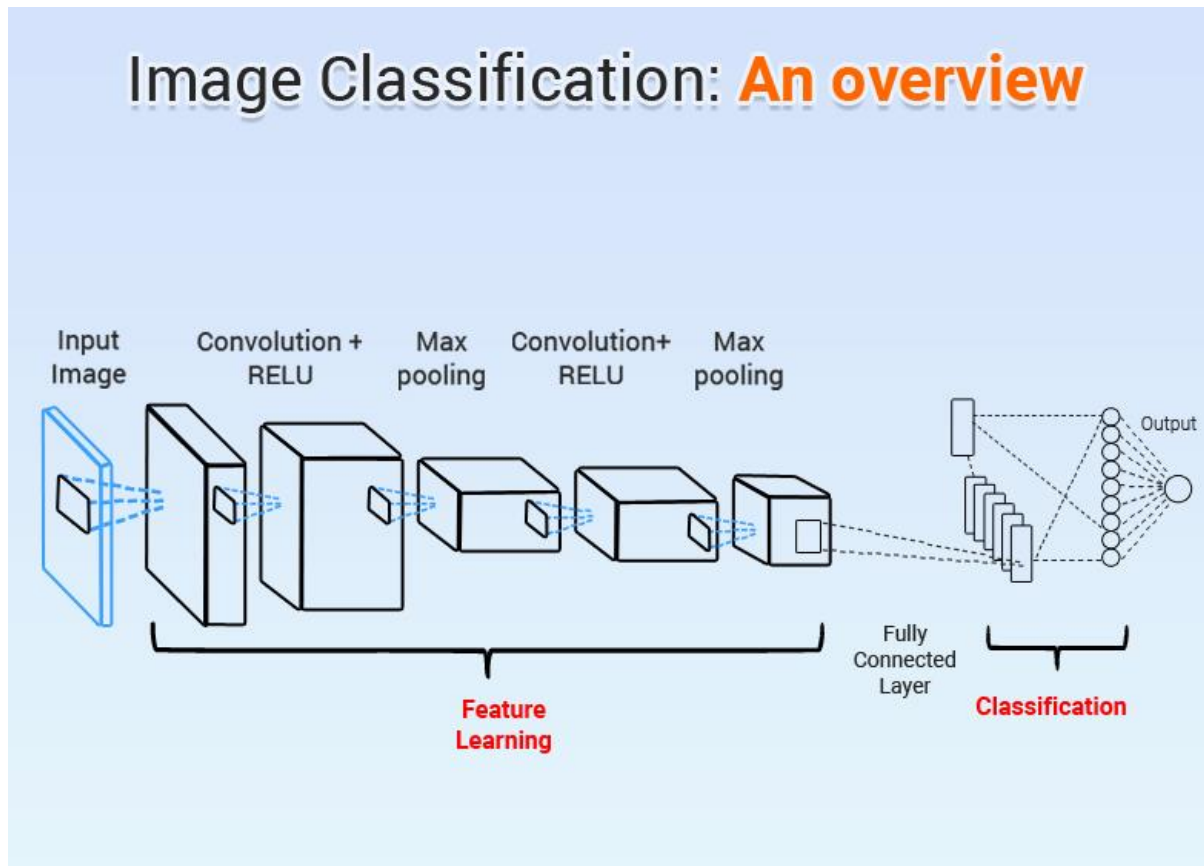 Image Classification: An overview
Input
Image
Convolution +
RELU
Max
pooling
Convolution+
RELU
Max
pooling
Output
Fully
Connected
Layer
Feature
Learning
Classification